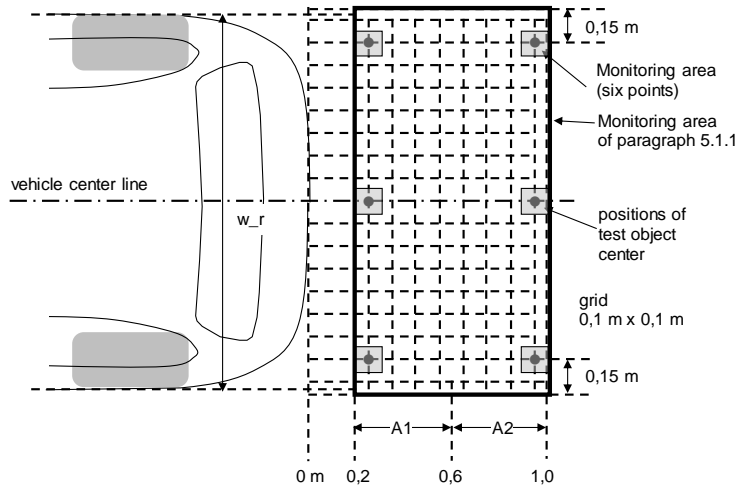 0,15 m
Monitoring area
(six points)
Monitoring area
of paragraph 5.1.1
vehicle center line
w_r
positions of
test object
center
grid
0,1 m x 0,1 m
0,15 m
A1
A2
0 m
0,2
0,6
1,0